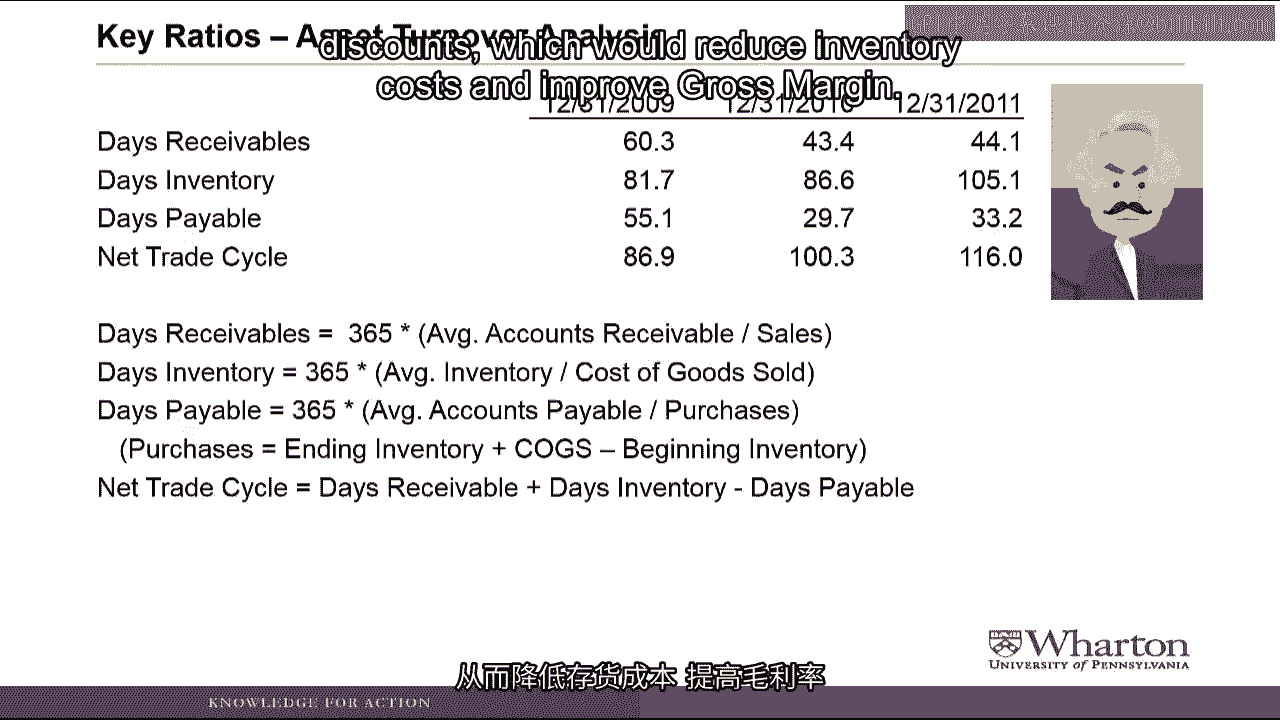 Key Ratios – Asset Turnover Analysis
discounts, which would reduce inventory
costs and improve Gross Margin.
12/31/2009 12/31/2010 12/31/2011
Days Receivables 60.3 43.4 44.1
Days Inventory 81.7 86.6 105.1
Days Payable 55.1 29.7 33.2
Net Trade Cycle 86.9 100.3 116.0
Days Receivables = 365 * (Avg. Accounts Receivable / Sales)
Days Inventory = 365 * (Avg. Inventory / Cost of Goods Sold)
Days Payable = 365 * (Avg. Accounts Payable / Purchases)
(Purchases = Ending Inventory + COGS – Beginning Inventory)
Net Trade Cycle = Days Receivable + Days Inventory - Days Payable
Wharton
UNIVERSITY of PENNSYLVANIA
从而降低存货成本 提高毛利率
KNOWLEDGE FOR ACTION